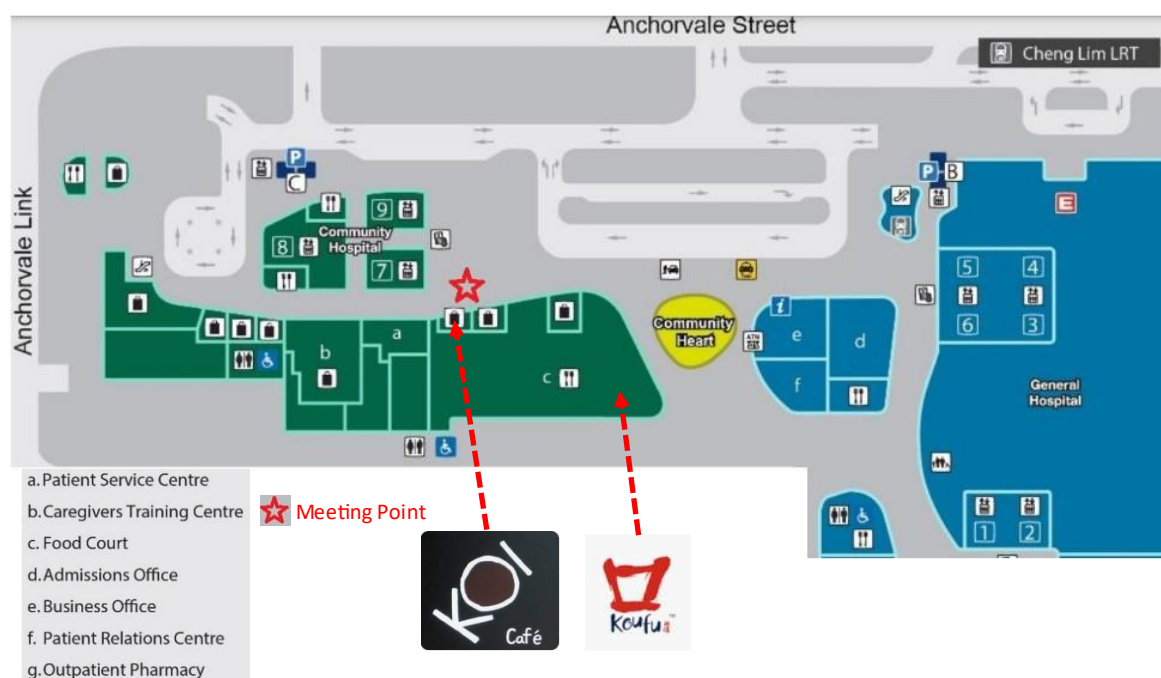 Anchorvale Street
Cheng Lim LRT
Anchorvale Link
P
C
P
B
E
9
8
7
Community
Hospital
5
4
6
3
i
a
b
c
Community
Heart
ATM
e
d
f
General
Hospital
1
2
a. Patient Service Centre
b. Caregivers Training Centre
c. Food Court
d. Admissions Office
e. Business Office
f. Patient Relations Centre
g. Outpatient Pharmacy
Meeting Point
KOI
Café
Koufu